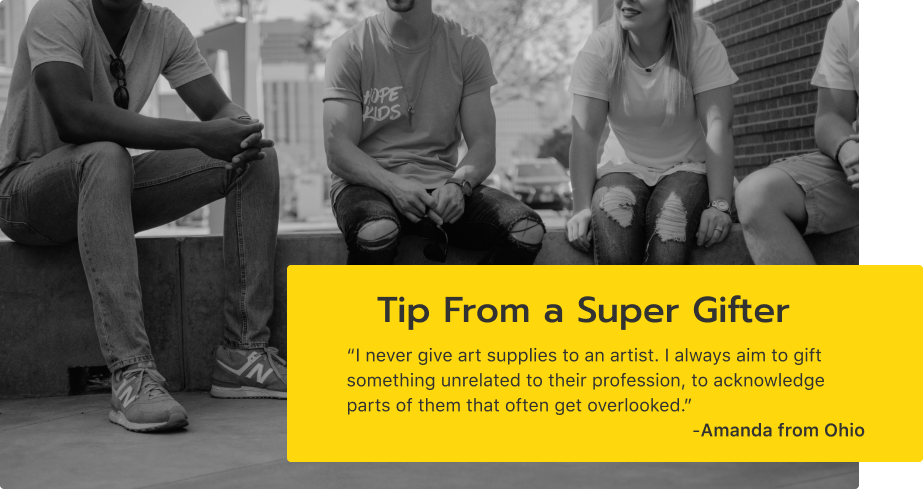 HOPE
KIDS
N
N
Tip From a Super Gifter
“I never give art supplies to an artist. I always aim to gift
something unrelated to their profession, to acknowledge
parts of them that often get overlooked.”
-Amanda from Ohio